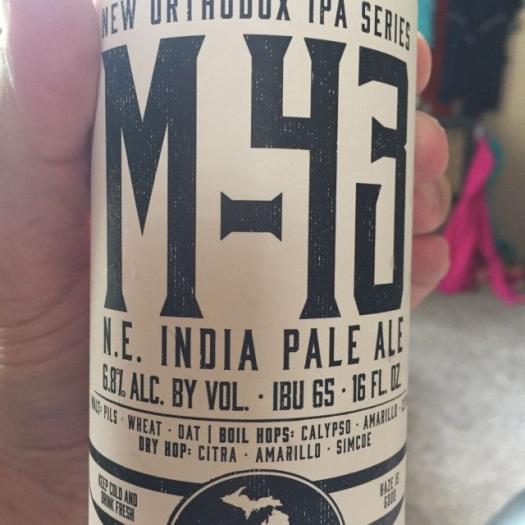 NEW ORTHODOX IPA SERIES
M-43
N.E. INDIA PALE ALE
6.8% ALC. BY VOL. · IBU 65 · 16 FL. OZ.
MALT: PILS · WHEAT · OAT | BOIL HOPS: CALYPSO · AMARILLO ·
DRY HOP: CITRA · AMARILLO · SIMCOE
KEEP COLD AND
DRINK FRESH
HAZE IS
GOOD